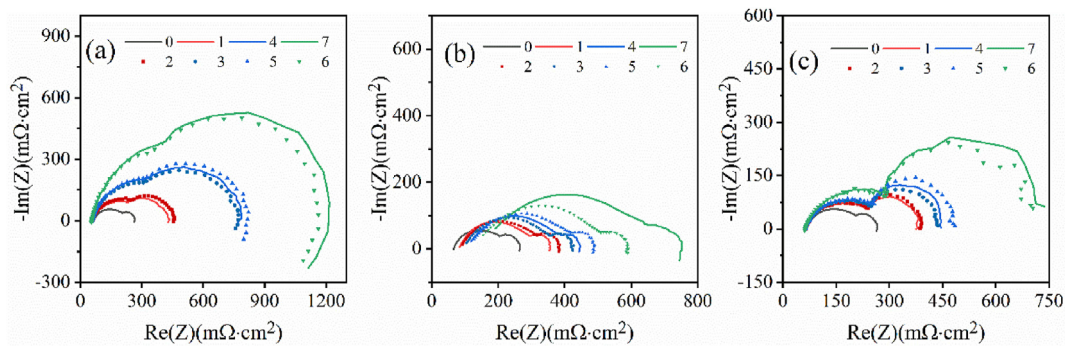 (a)
0 1 4 7
2 3 5 6
900
600
300
0
-300
-Im(Z)(mΩ·cm²)
0 300 600 900 1200
Re(Z)(mΩ·cm²)
(b)
0 1 4 7
2 3 5 6
600
400
200
0
-Im(Z)(mΩ·cm²)
0 200 400 600 800
Re(Z)(mΩ·cm²)
(c)
0 1 4 7
2 3 5 6
600
450
300
150
0
-150
-Im(Z)(mΩ·cm²)
0 150 300 450 600 750
Re(Z)(mΩ·cm²)